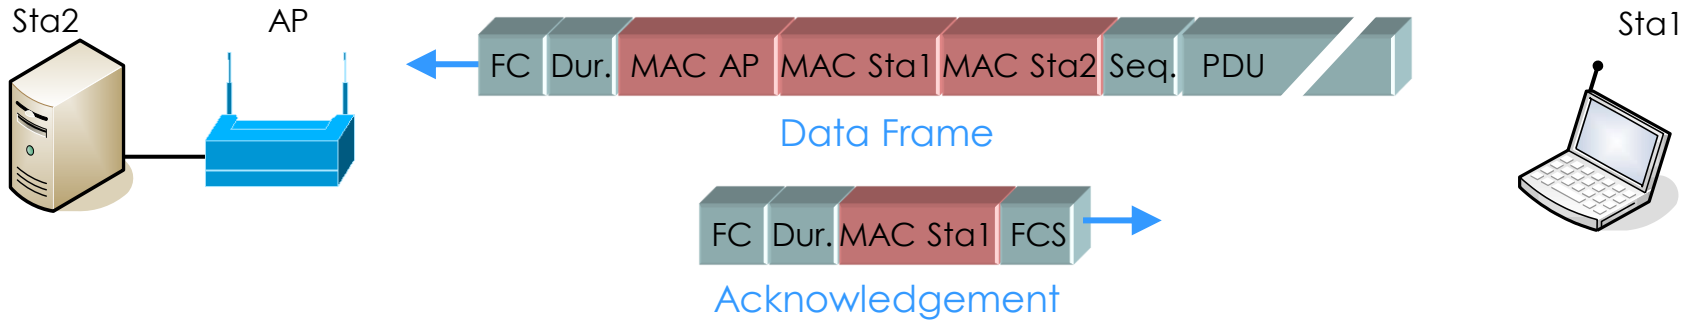 Sta2
AP
Sta1
FC Dur. MAC AP MAC Sta1 MAC Sta2 Seq. PDU
Data Frame
FC Dur. MAC Sta1 FCS
Acknowledgement